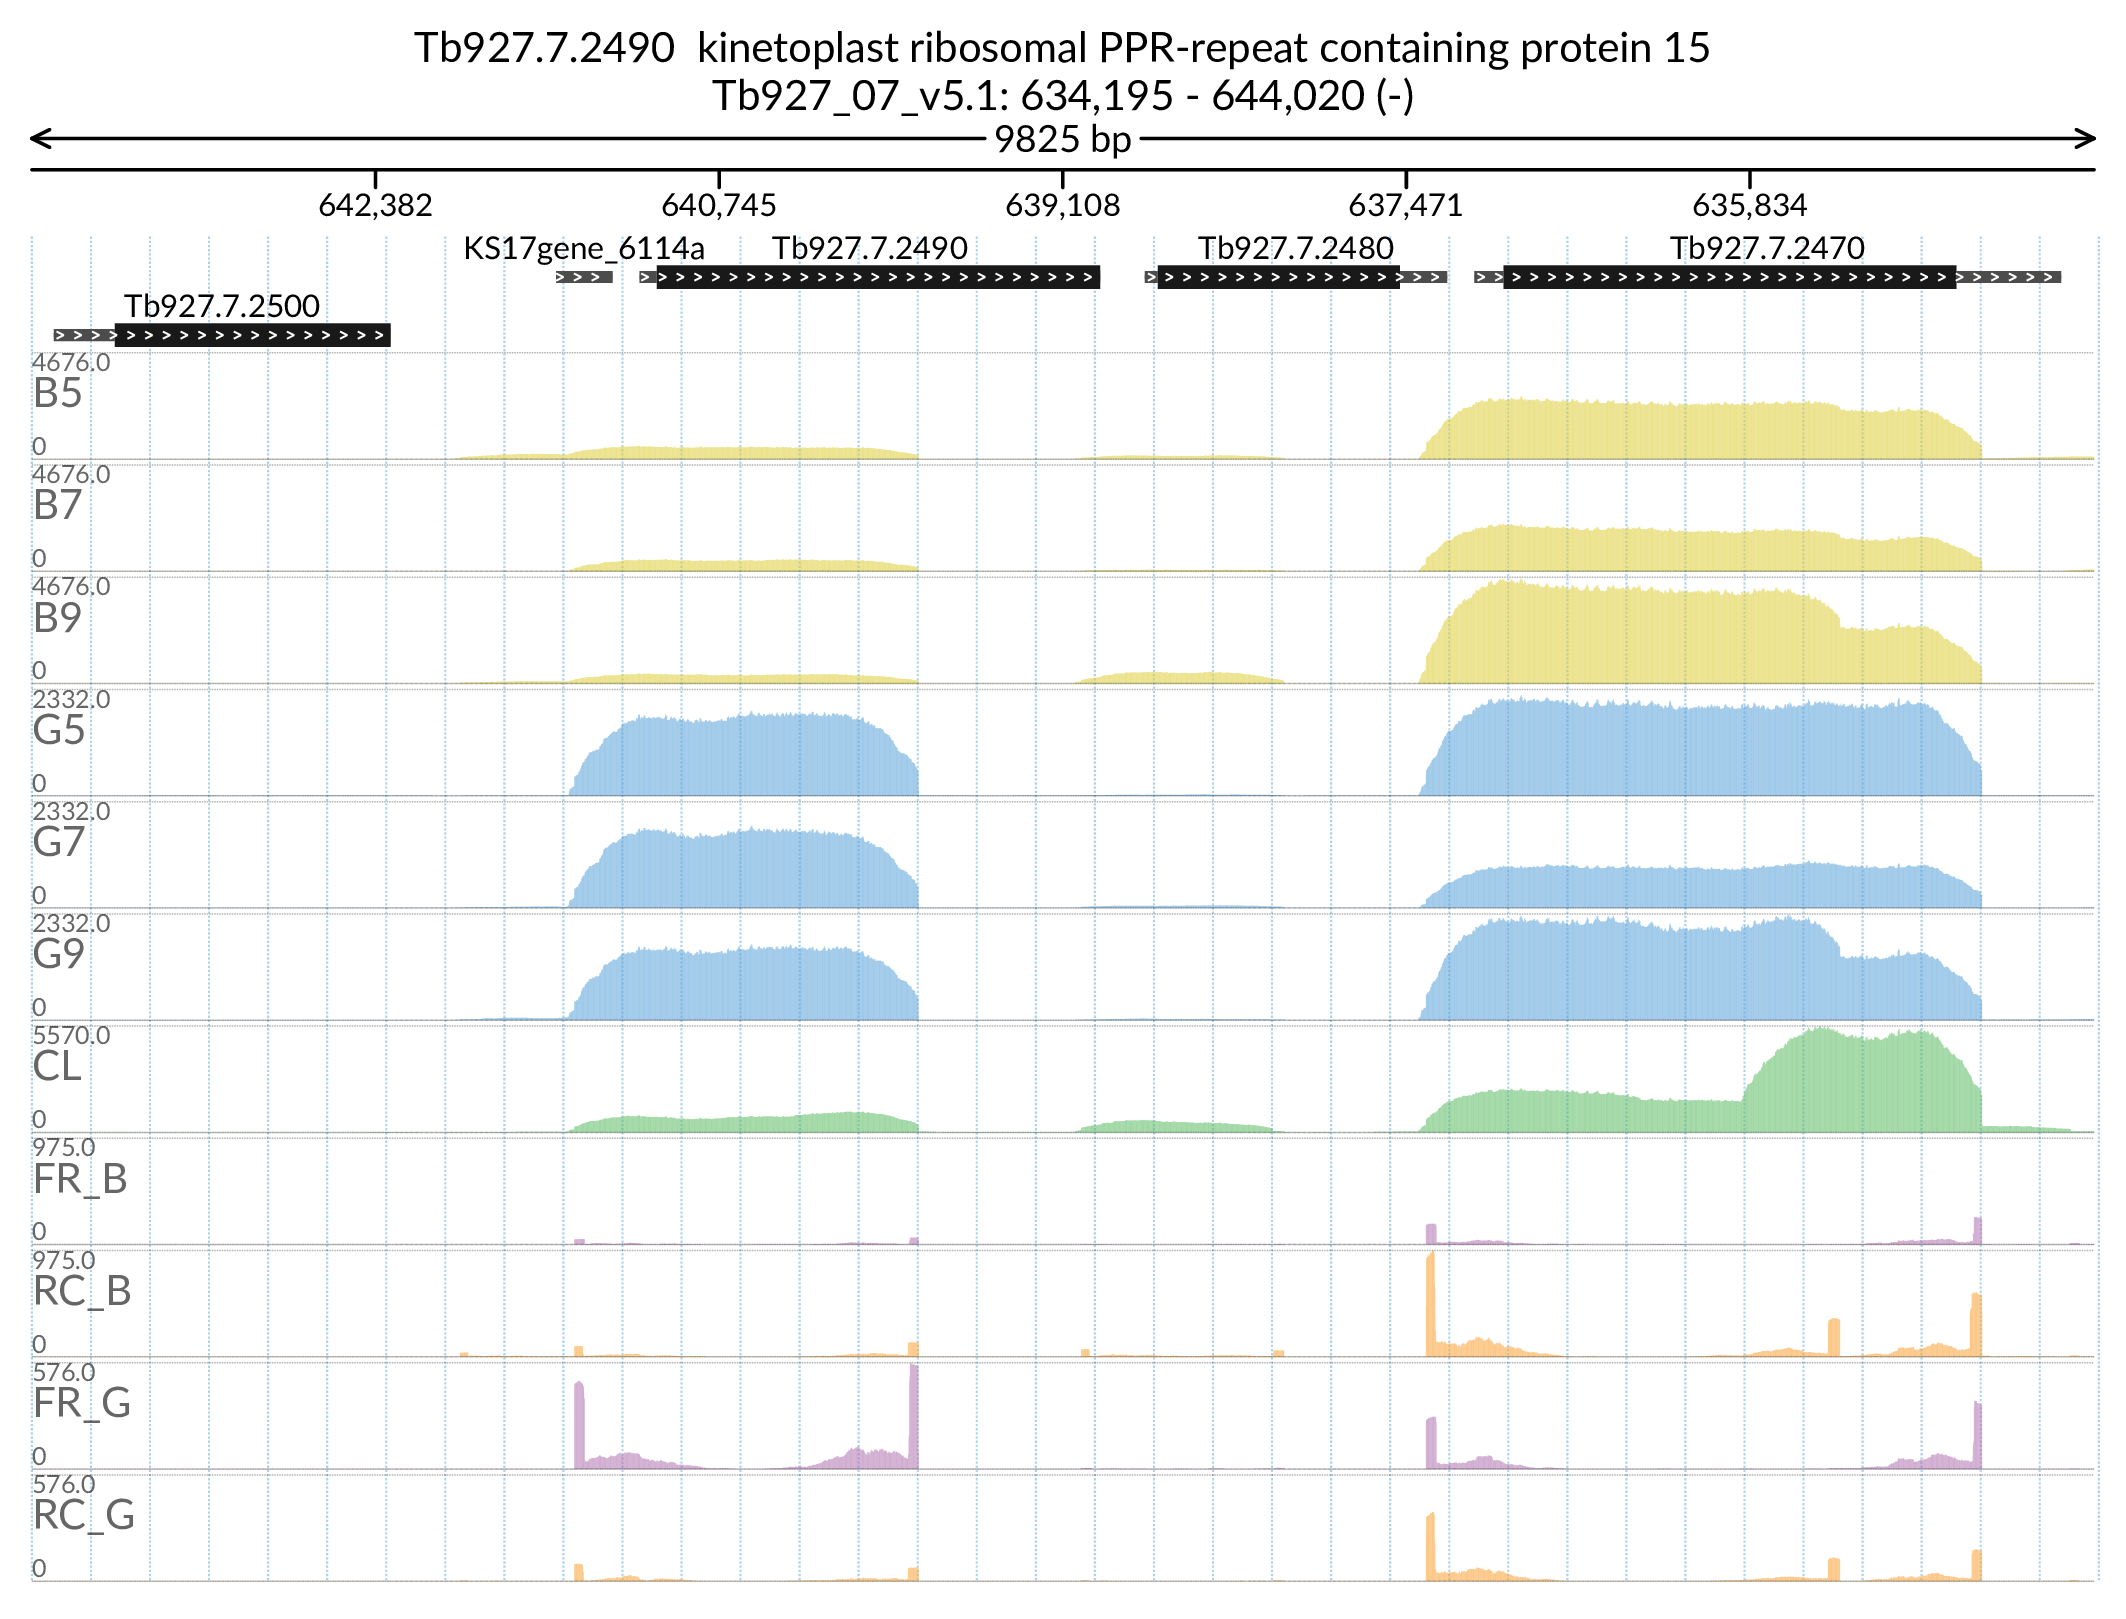 Tb927.7.2490  kinetoplast ribosomal PPR-repeat containing protein 15
Tb927_07_v5.1: 634,195 - 644,020 (-)
9825 bp
642,382 640,745 639,108 637,471 635,834
KS17gene_6114a Tb927.7.2490 Tb927.7.2480 Tb927.7.2470
Tb927.7.2500
4676.0
B5
0
4676.0
B7
0
4676.0
B9
0
2332.0
G5
0
2332.0
G7
0
2332.0
G9
0
5570.0
CL
0
975.0
FR_B
0
975.0
RC_B
0
576.0
FR_G
0
576.0
RC_G
0